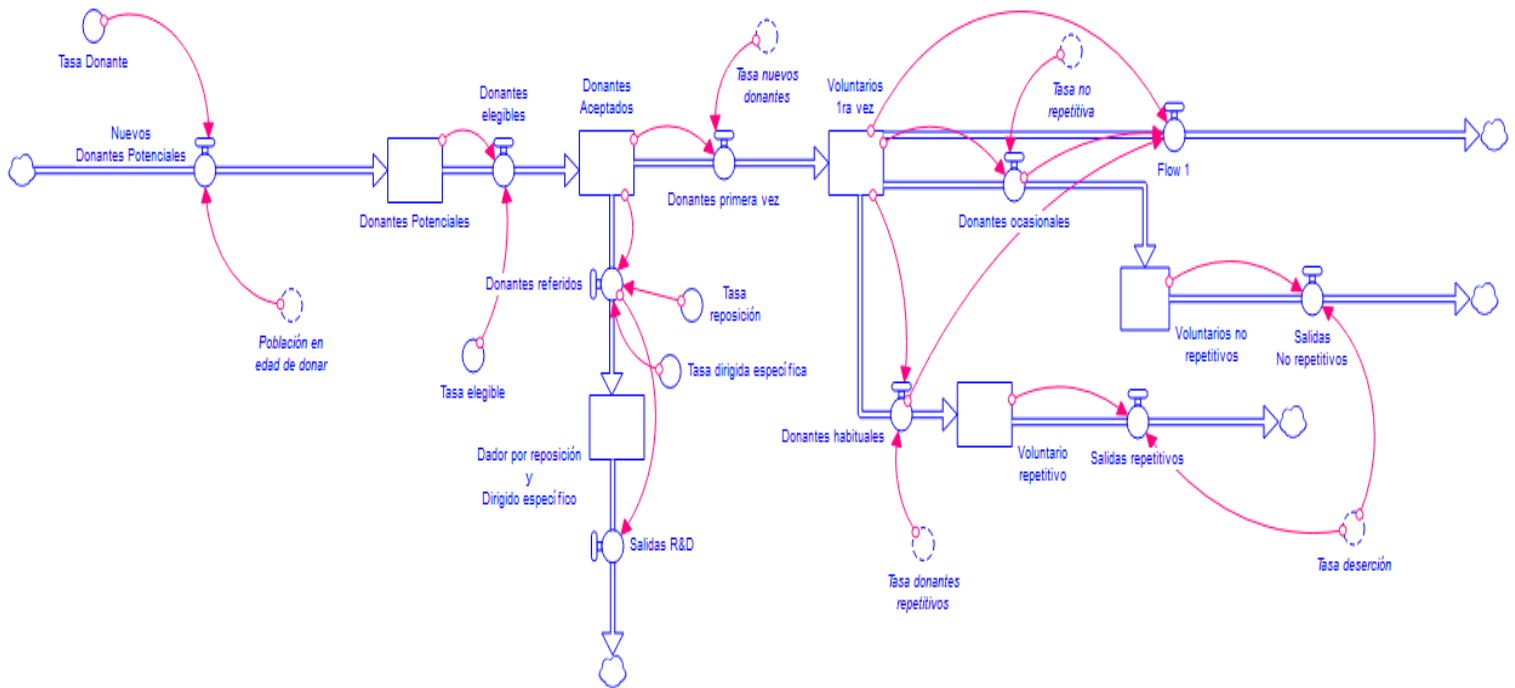 Tasa Donante
Nuevos
Donantes Potenciales
Población en
edad de donar
Donantes Potenciales
Donantes
elegibles
Tasa elegible
Donantes
Aceptados
Tasa nuevos
donantes
Donantes primera vez
Donantes referidos
Tasa
reposición
Tasa dirigida específica
Dador por reposición
y
Dirigido específico
Salidas R&D
Voluntarios
1ra vez
Tasa no
repetitiva
Donantes ocasionales
Flow 1
Voluntarios no
repetitivos
Salidas
No repetitivos
Donantes habituales
Voluntario
repetitivo
Salidas repetitivos
Tasa donantes
repetitivos
Tasa deserción